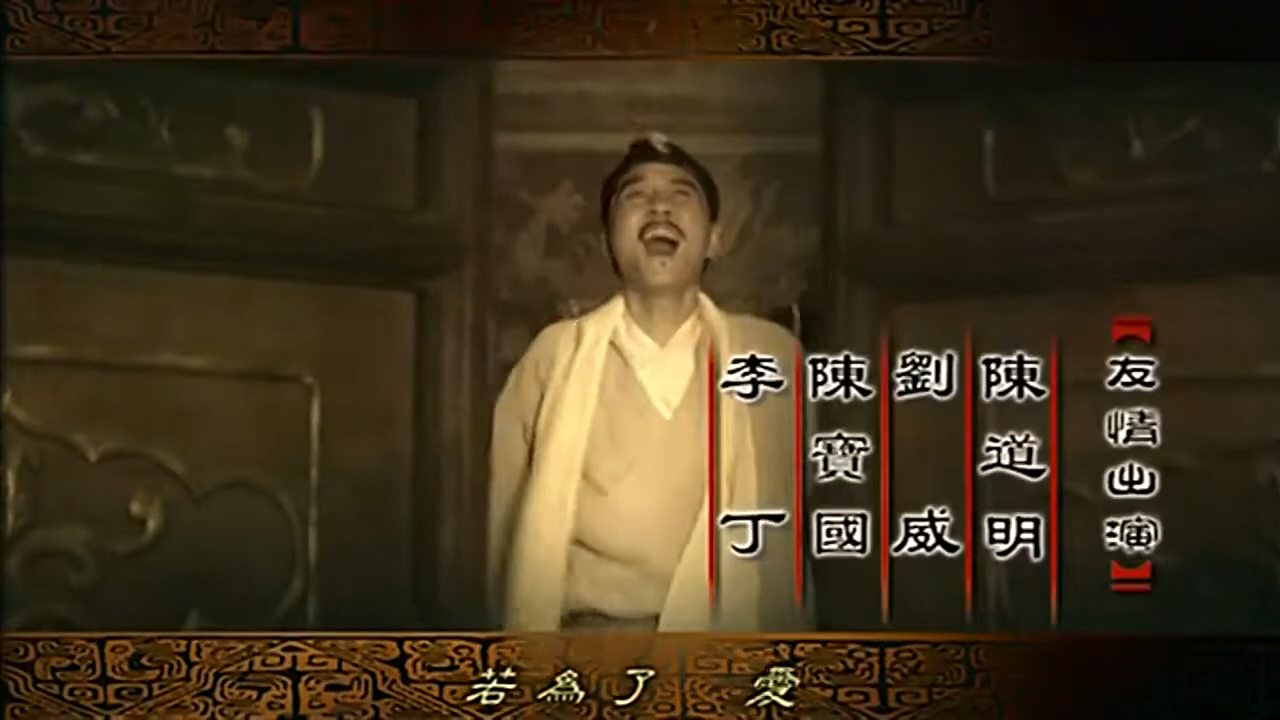 【友情出演】
陳道明
劉威
陳寶國
李丁
若為了 愛